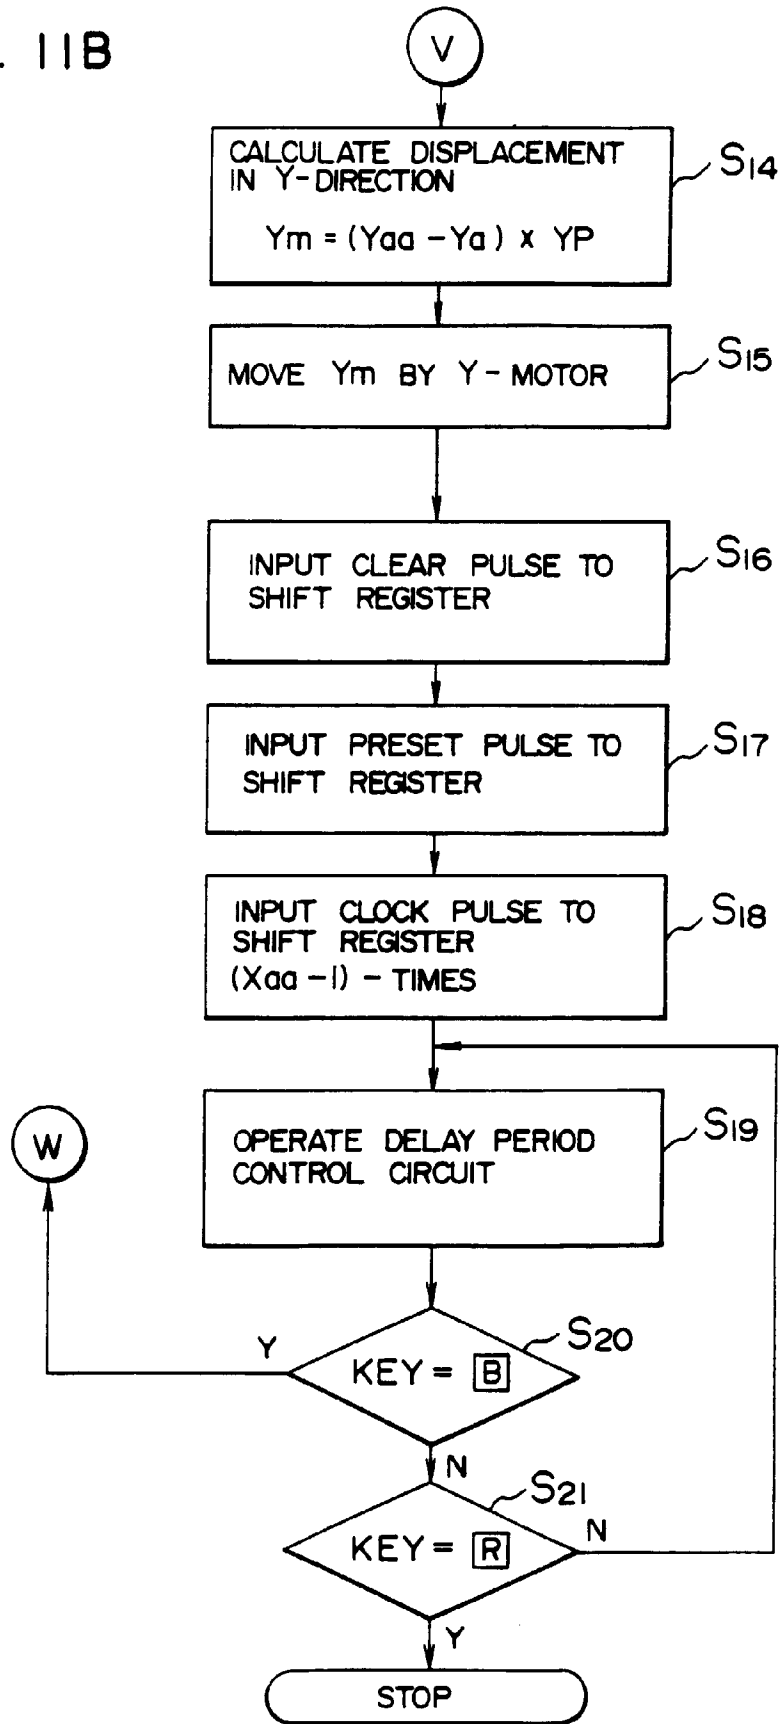 . 11B
V
CALCULATE DISPLACEMENT
IN Y-DIRECTION
Ym = (Yaa - Ya) x YP
S14
MOVE Ym BY Y - MOTOR
S15
INPUT CLEAR PULSE TO
SHIFT REGISTER
S16
INPUT PRESET PULSE TO
SHIFT REGISTER
S17
INPUT CLOCK PULSE TO
SHIFT REGISTER
(Xaa - 1) - TIMES
S18
W
OPERATE DELAY PERIOD
CONTROL CIRCUIT
S19
Y
KEY = B
S20
N
KEY = R
S21
N
Y
STOP